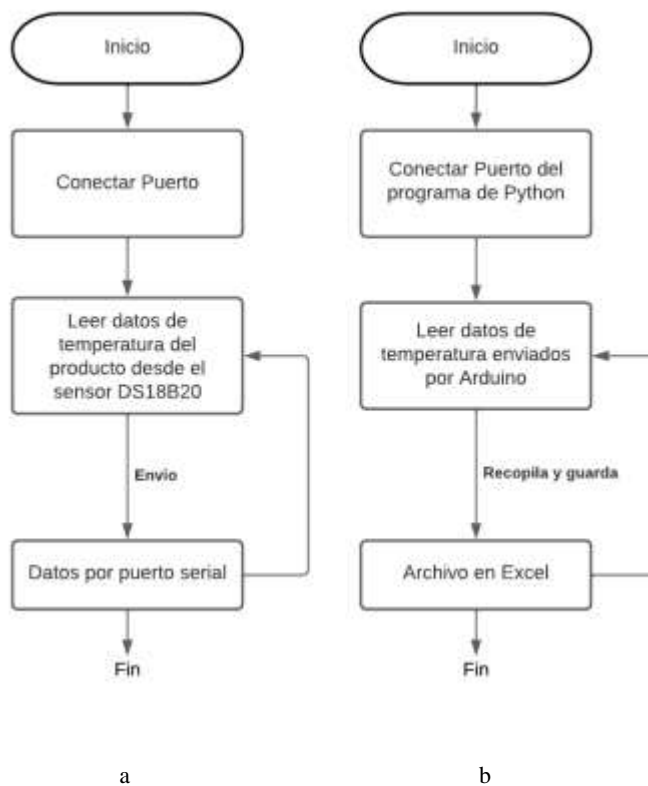 Inicio
Conectar Puerto
Leer datos de
temperatura del
producto desde el
sensor DS18B20
Envio
Datos por puerto serial
Fin
a
Inicio
Conectar Puerto del
programa de Python
Leer datos de
temperatura enviados
por Arduino
Recopila y guarda
Archivo en Excel
Fin
b